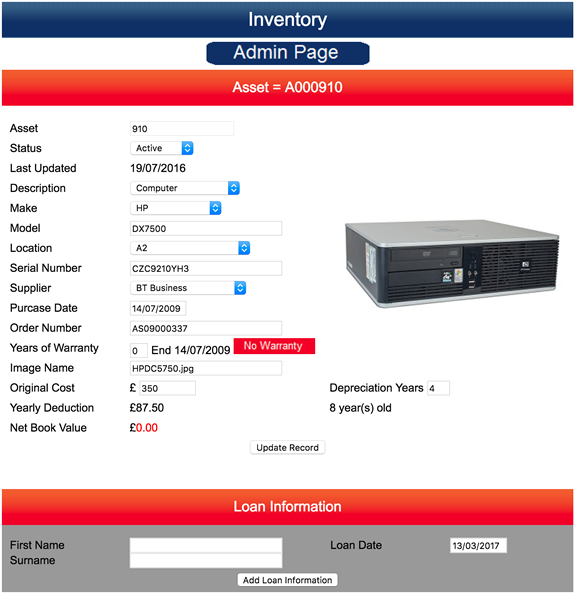 Inventory
Admin Page
Asset = A000910
Asset 910
Status Active
Last Updated 19/07/2016
Description Computer
Make HP
Model DX7500
Location A2
Serial Number CZC9210YH3
Supplier BT Business
Purcase Date 14/07/2009
Order Number AS09000337
Years of Warranty 0 End 14/07/2009 No Warranty
Image Name HPDC5750.jpg
Original Cost £ 350 Depreciation Years 4
Yearly Deduction £87.50 8 year(s) old
Net Book Value £0.00
Update Record
Loan Information
First Name Loan Date 13/03/2017
Surname
Add Loan Information